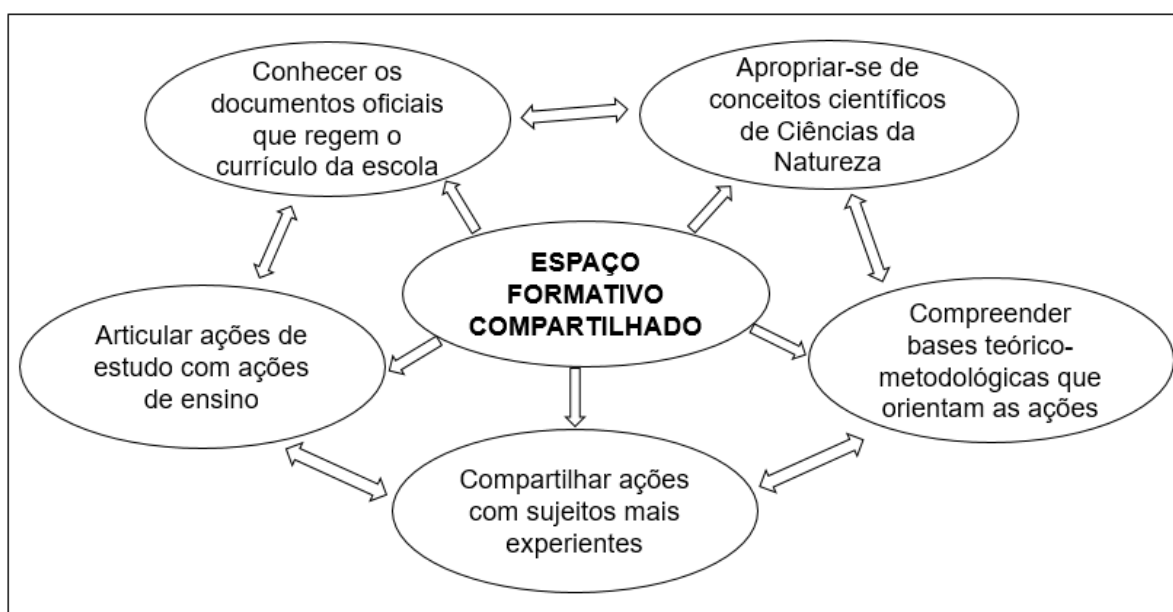 Conhecer os
documentos oficiais
que regem o
currículo da escola
Apropriar-se de
conceitos científicos
de Ciências da
Natureza
ESPAÇO
FORMATIVO
COMPARTILHADO
Articular ações de
estudo com ações
de ensino
Compreender
bases teórico-
metodológicas que
orientam as ações
Compartilhar ações
com sujeitos mais
experientes